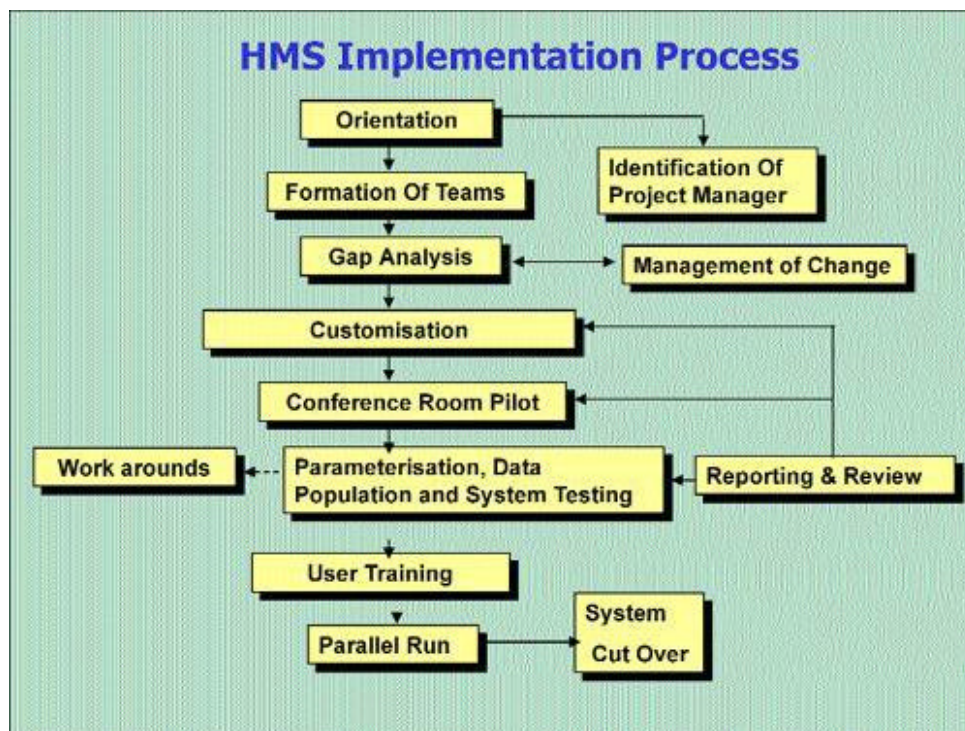 HMS Implementation Process
Orientation
Identification Of
Project Manager
Formation Of Teams
Gap Analysis
Management of Change
Customisation
Conference Room Pilot
Work arounds
Parameterisation, Data
Population and System Testing
Reporting & Review
User Training
System
Cut Over
Parallel Run